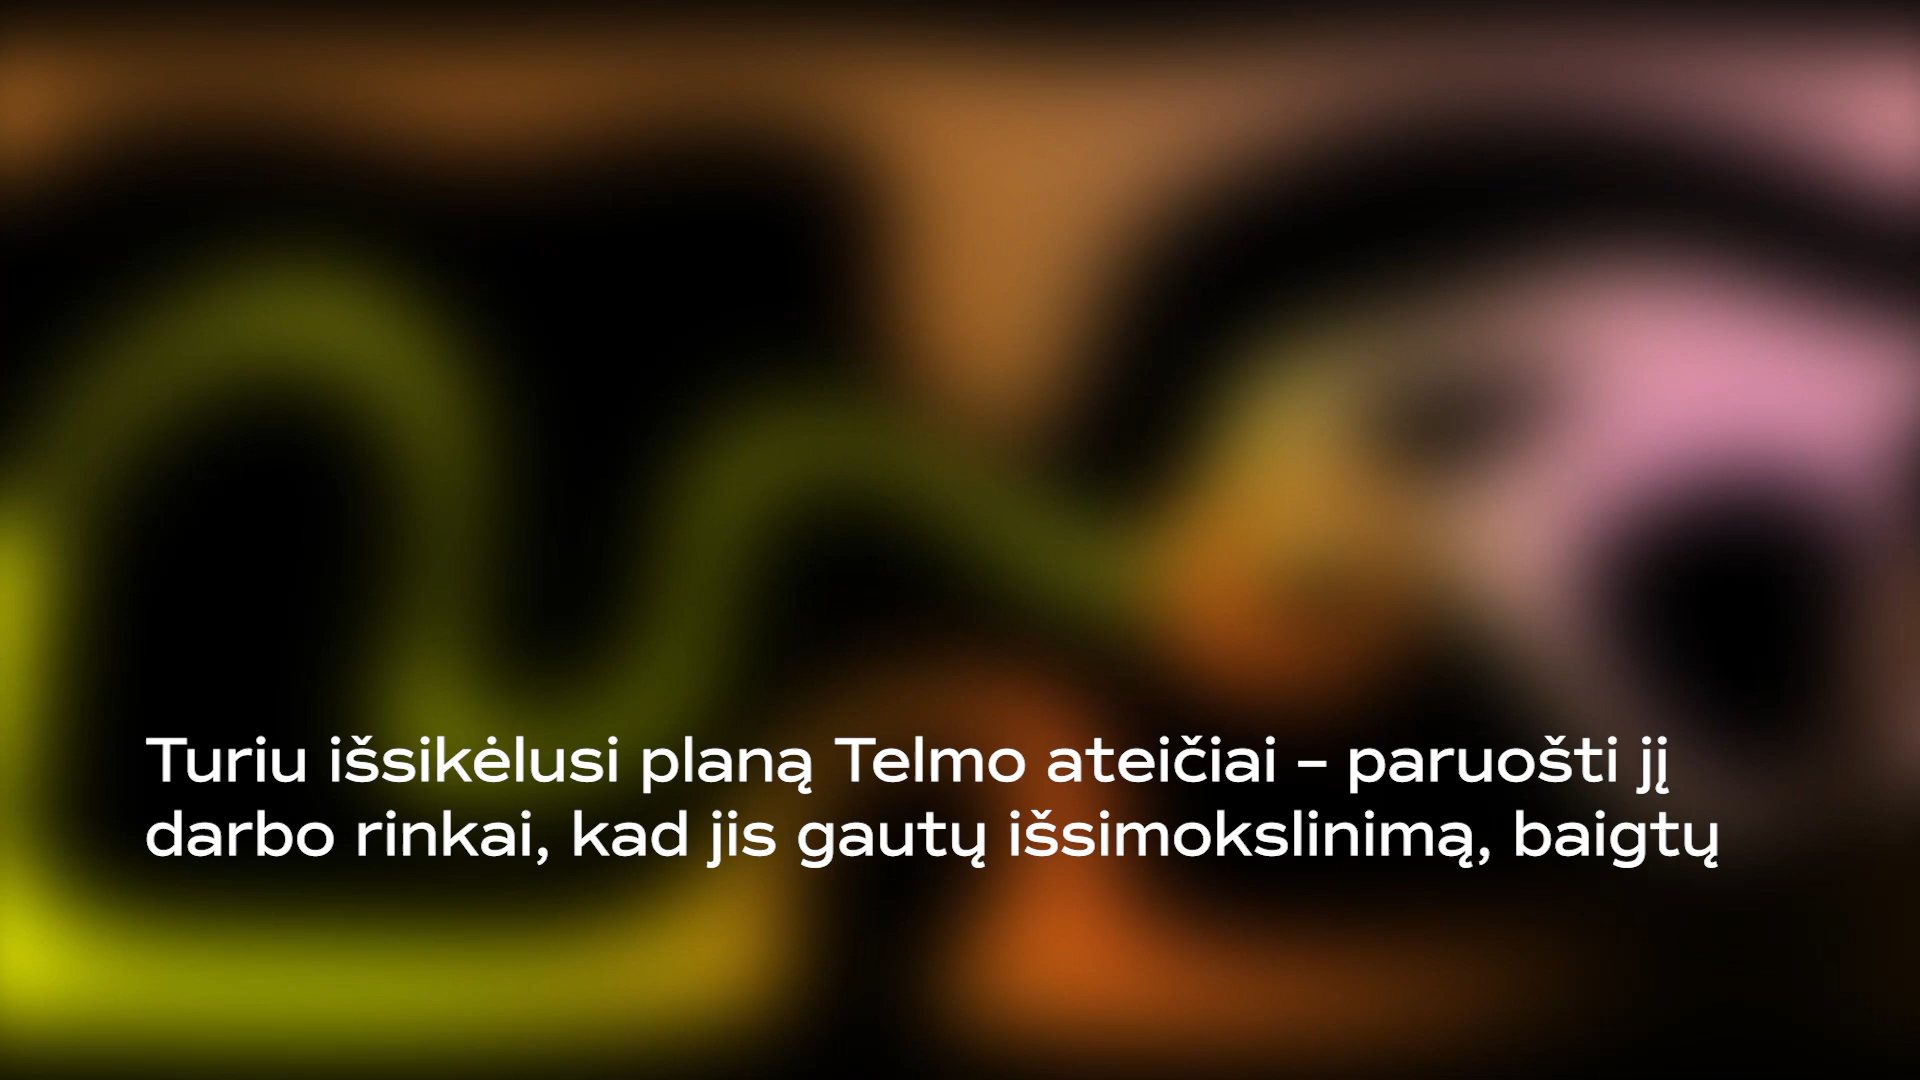 Turiu išsikėlusi planą Telmo ateičiai – paruošti jį
darbo rinkai, kad jis gautų išsimokslinimą, baigtų